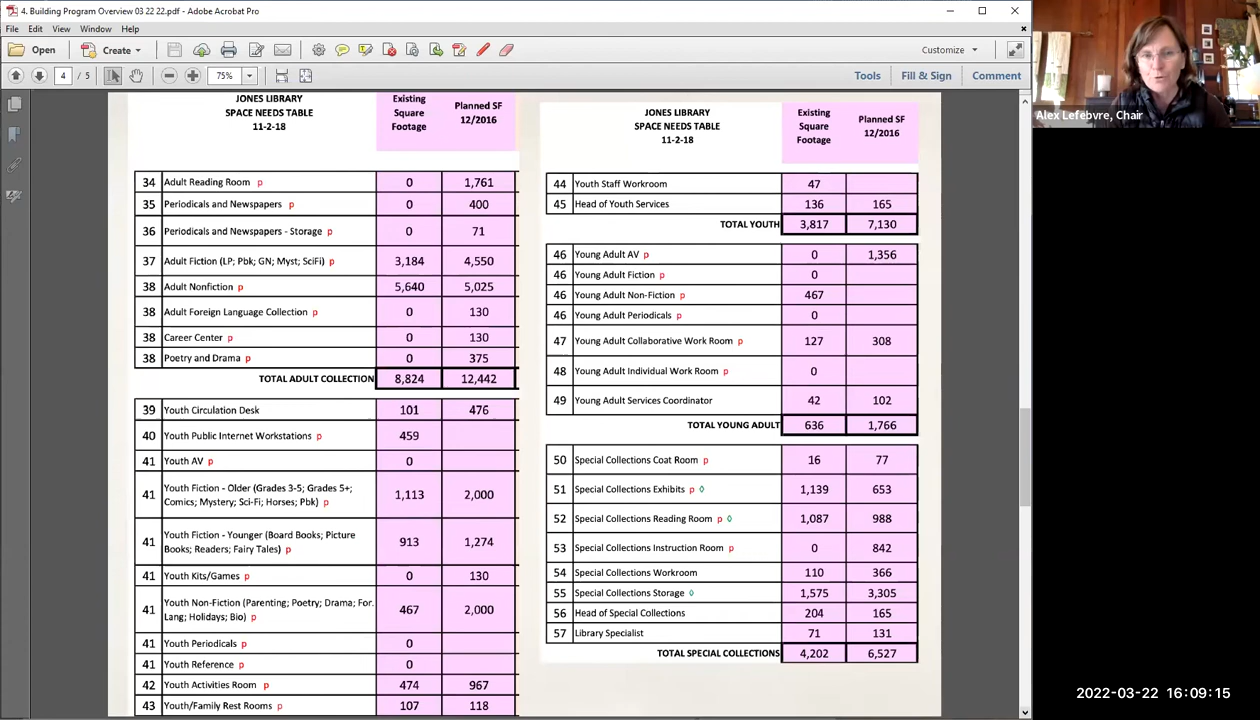 4. Building Program Overview 03 22 22.pdf - Adobe Acrobat Pro
File Edit View Window Help
Open Create Customize
4 / 5 75% Tools Fill & Sign Comment
Alex Lefebvre, Chair
JONES LIBRARY
SPACE NEEDS TABLE
11-2-18
Existing
Square
Footage
Planned SF
12/2016
34 Adult Reading Room p 0 1,761
35 Periodicals and Newspapers p 0 400
36 Periodicals and Newspapers - Storage p 0 71
37 Adult Fiction (LP; Pbk; GN; Myst; SciFi) p 3,184 4,550
38 Adult Nonfiction p 5,640 5,025
38 Adult Foreign Language Collection p 0 130
38 Career Center p 0 130
38 Poetry and Drama p 0 375
TOTAL ADULT COLLECTION 8,824 12,442
39 Youth Circulation Desk 101 476
40 Youth Public Internet Workstations p 459
41 Youth AV p 0
41 Youth Fiction - Older (Grades 3-5; Grades 5+;
Comics; Mystery; Sci-Fi; Horses; Pbk) p 1,113 2,000
41 Youth Fiction - Younger (Board Books; Picture
Books; Readers; Fairy Tales) p 913 1,274
41 Youth Kits/Games p 0 130
41 Youth Non-Fiction (Parenting; Poetry; Drama; For.
Lang; Holidays; Bio) p 467 2,000
41 Youth Periodicals p 0
41 Youth Reference p 0
42 Youth Activities Room p 474 967
43 Youth/Family Rest Rooms p 107 118
JONES LIBRARY
SPACE NEEDS TABLE
11-2-18
Existing
Square
Footage
Planned SF
12/2016
44 Youth Staff Workroom 47
45 Head of Youth Services 136 165
TOTAL YOUTH 3,817 7,130
46 Young Adult AV p 0 1,356
46 Young Adult Fiction p 0
46 Young Adult Non-Fiction p 467
46 Young Adult Periodicals p 0
47 Young Adult Collaborative Work Room p 127 308
48 Young Adult Individual Work Room p 0
49 Young Adult Services Coordinator 42 102
TOTAL YOUNG ADULT 636 1,766
50 Special Collections Coat Room p 16 77
51 Special Collections Exhibits p ◊ 1,139 653
52 Special Collections Reading Room p ◊ 1,087 988
53 Special Collections Instruction Room p 0 842
54 Special Collections Workroom 110 366
55 Special Collections Storage ◊ 1,575 3,305
56 Head of Special Collections 204 165
57 Library Specialist 71 131
TOTAL SPECIAL COLLECTIONS 4,202 6,527
2022-03-22 16:09:15